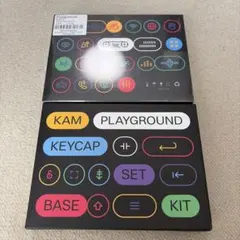 KAM PLAYGROUND
KEYCAP
SET
BASE KIT